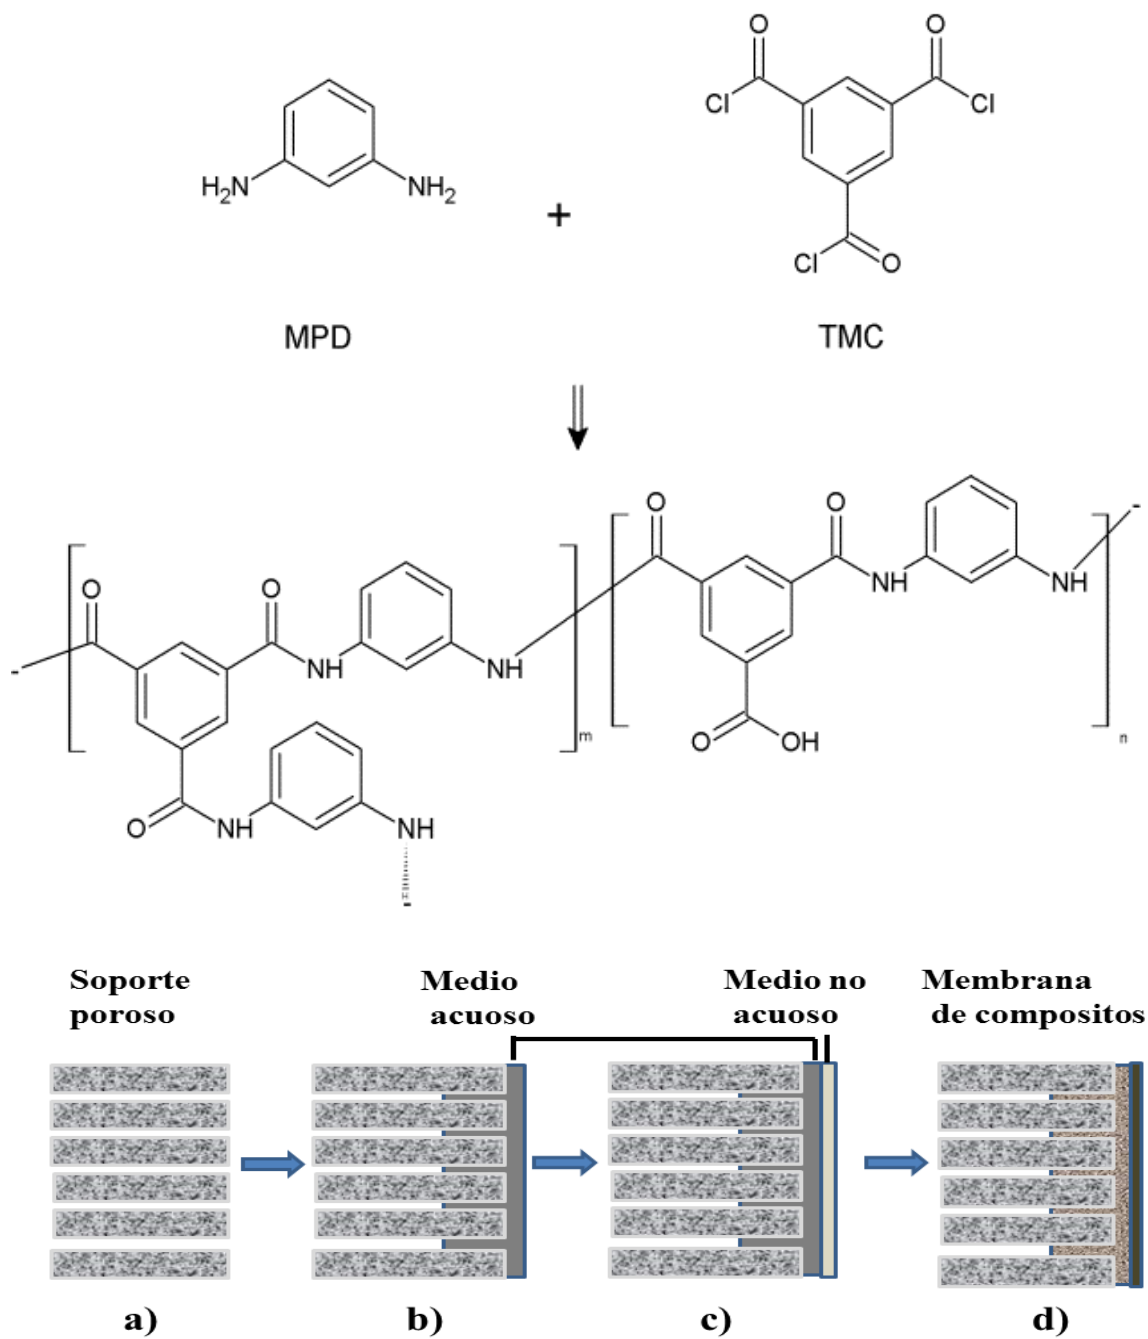 O
O
Cl
Cl
H2N
NH2
+
Cl
O
MPD
TMC
O
O
O
O
NH
NH
O
O
NH
NH
m
O
OH
n
O
NH
NH
Soporte
poroso
Medio
acuoso
Medio no
acuoso
Membrana
de compositos
a)
b)
c)
d)